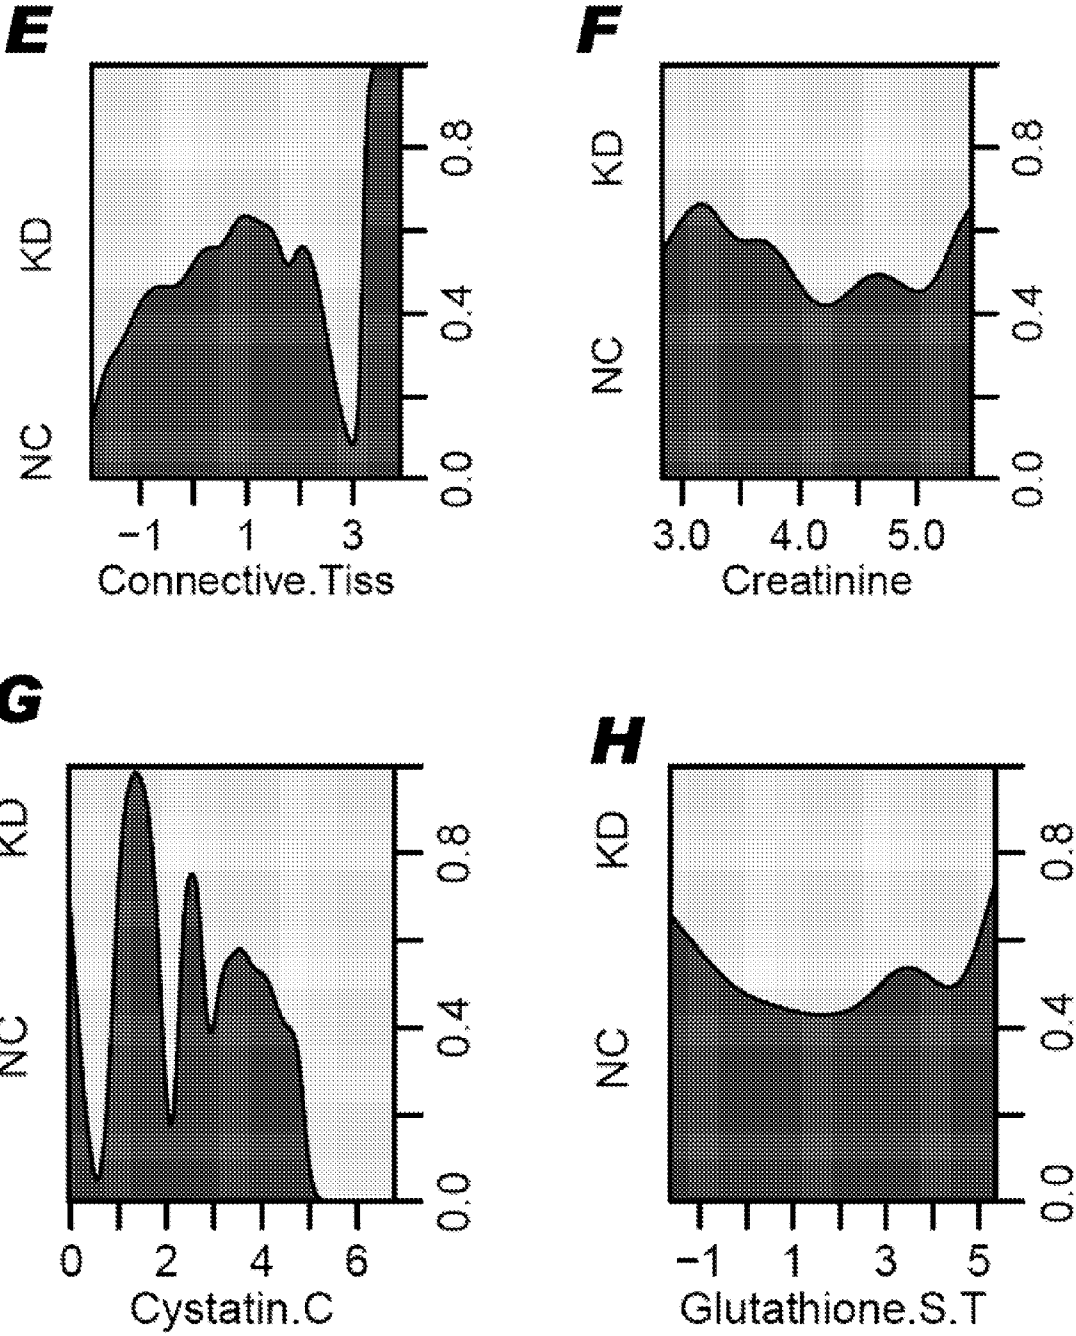 E
KD
NC
0.8
0.4
0.0
−1 1 3
Connective.Tiss
F
KD
NC
0.8
0.4
0.0
3.0 4.0 5.0
Creatinine
G
KD
NC
0.8
0.4
0.0
0 2 4 6
Cystatin.C
H
KD
NC
0.8
0.4
0.0
−1 1 3 5
Glutathione.S.T